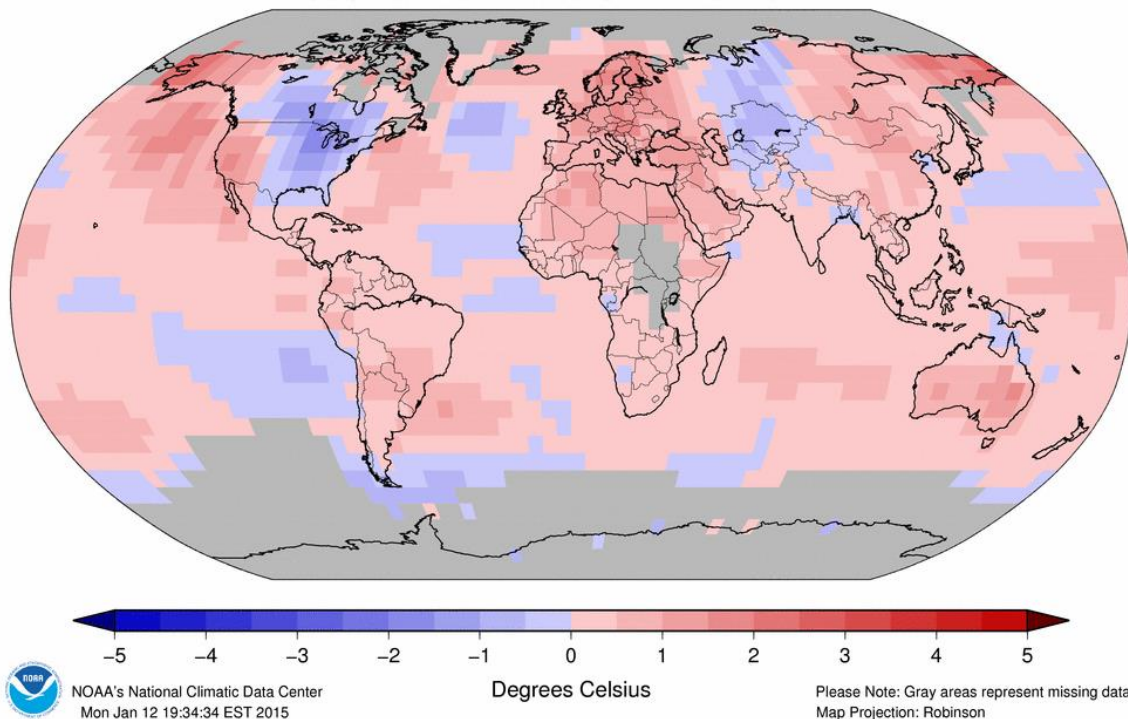 −5 −4 −3 −2 −1 0 1 2 3 4 5
Degrees Celsius
NOAA
NOAA's National Climatic Data Center
Mon Jan 12 19:34:34 EST 2015
Please Note: Gray areas represent missing data
Map Projection: Robinson